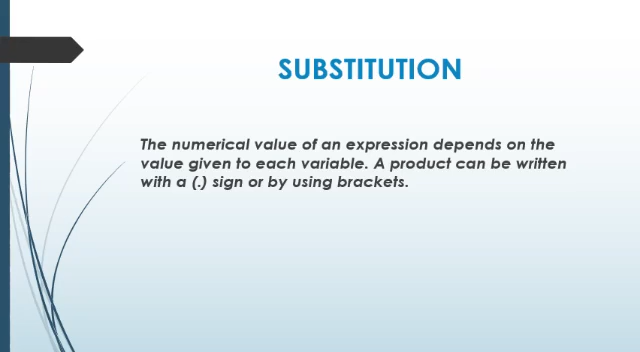 SUBSTITUTION
The numerical value of an expression depends on the
value given to each variable. A product can be written
with a (.) sign or by using brackets.